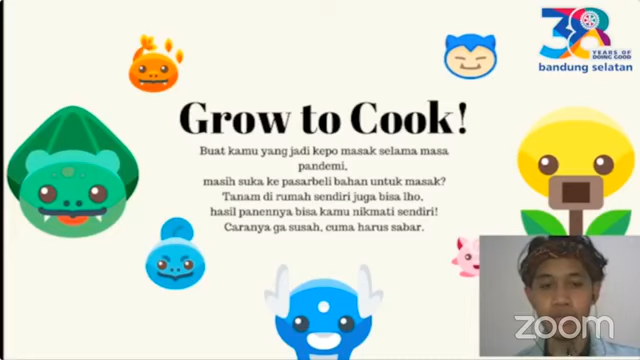 38
YEARS OF
DOING GOOD
bandung selatan
Grow to Cook!
Buat kamu yang jadi kepo masak selama masa
pandemi,
masih suka ke pasarbeli bahan untuk masak?
Tanam di rumah sendiri juga bisa lho,
hasil panennya bisa kamu nikmati sendiri!
Caranya ga susah, cuma harus sabar.
zoom